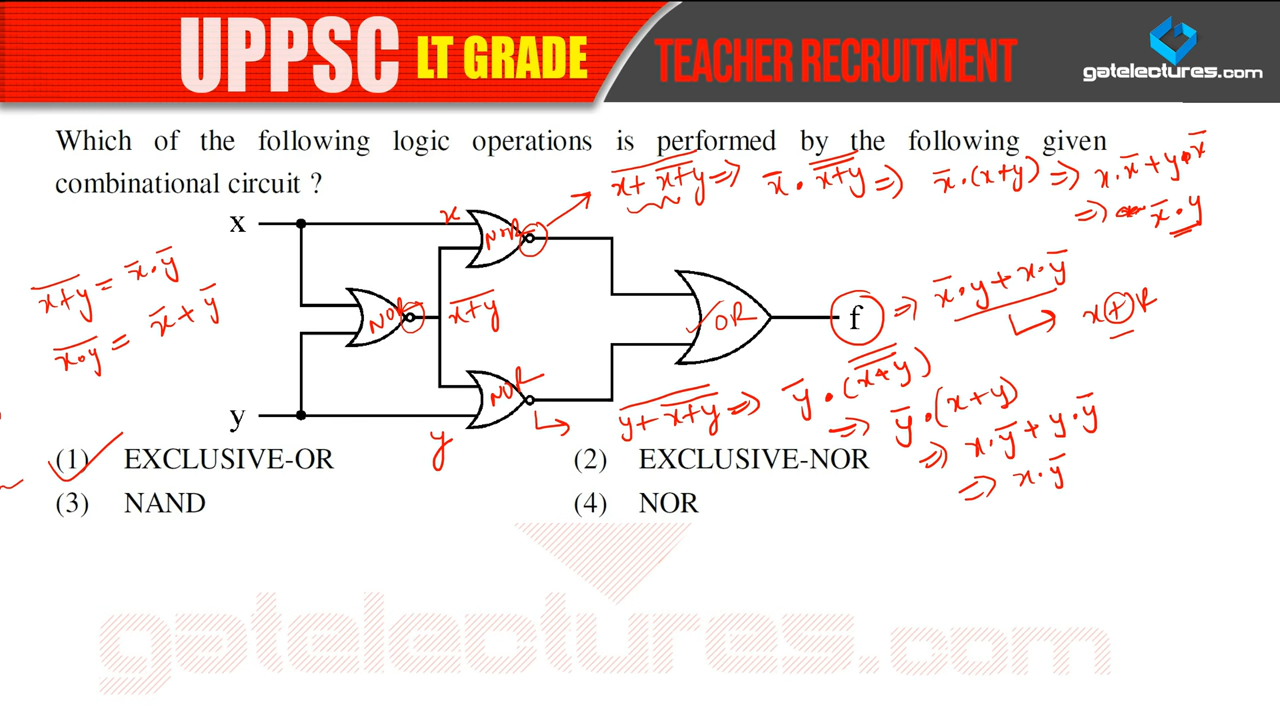 UPPSC LT GRADE TEACHER RECRUITMENT
gatelectures.com
Which of the following logic operations is performed by the following given
combinational circuit ?
x
x
NOR
NOR
NOR
y
y
OR
f
(1) EXCLUSIVE-OR (2) EXCLUSIVE-NOR
(3) NAND (4) NOR
x̅+̅y̅ = x̅.y̅
x̅.̅y̅ = x̅ + y̅
x̅+̅y̅
x + x̅+̅y̅ ⇒ x̅ . x̅+̅y̅ ⇒ x̅.(x+y) ⇒ x.x̅ + y.x̅
⇒ x̅.y
⇒ x̅.y + x.y̅
y + x̅+̅y̅ ⇒ y̅.(x+y)
⇒ y̅.(x+y)
⇒ x.y̅ + y.y̅
⇒ x.y̅
gatelectures.com